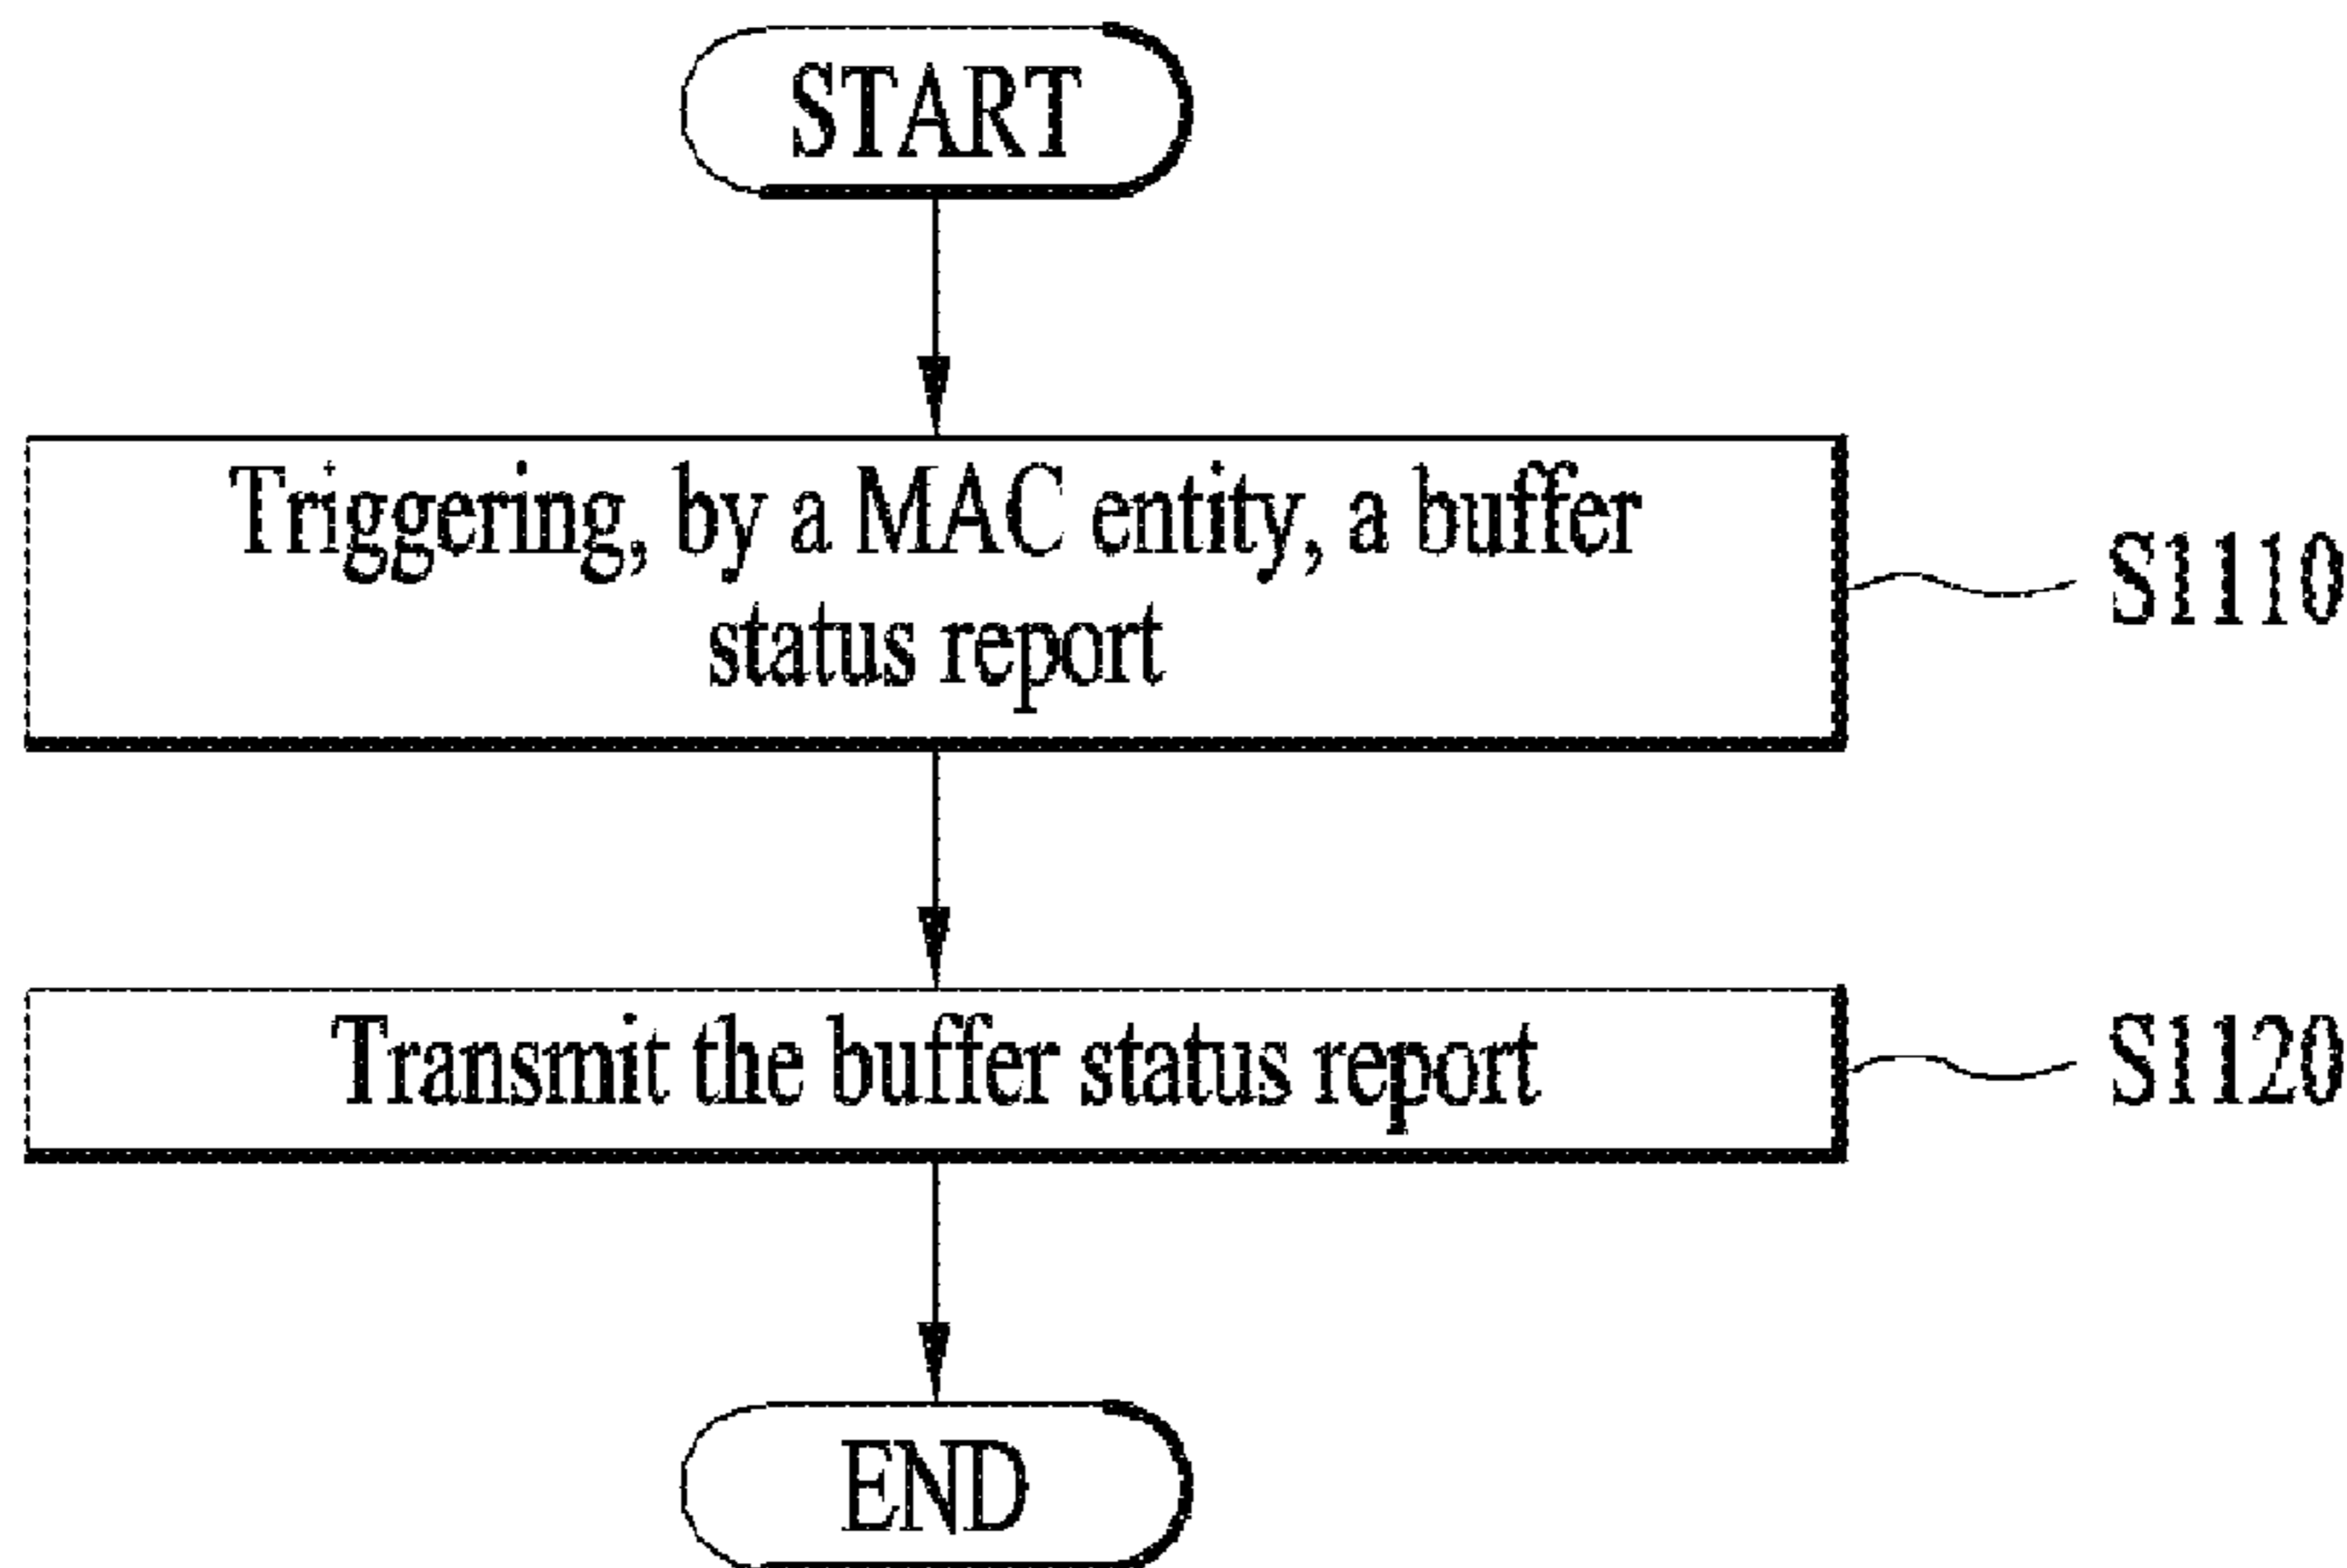 START
Triggering, by a MAC entity, a buffer
status report
S1110
Transmit the buffer status report
S1120
END